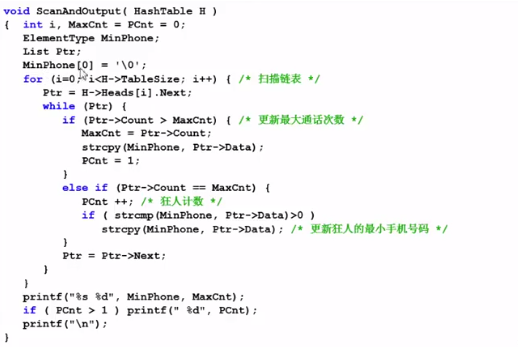 void ScanAndOutput( HashTable H )
{  int i, MaxCnt = PCnt = 0;
   ElementType MinPhone;
   List Ptr;
   MinPhone[0] = '\0';
   for (i=0; i<H->TableSize; i++) { /* 扫描链表 */
      Ptr = H->Heads[i].Next;
      while (Ptr) {
         if (Ptr->Count > MaxCnt) { /* 更新最大通话次数 */
            MaxCnt = Ptr->Count;
            strcpy(MinPhone, Ptr->Data);
            PCnt = 1;
         }
         else if (Ptr->Count == MaxCnt) {
            PCnt ++; /* 狂人计数 */
            if ( strcmp(MinPhone, Ptr->Data)>0 )
               strcpy(MinPhone, Ptr->Data); /* 更新狂人的最小手机号码 */
         }
         Ptr = Ptr->Next;
      }
   }
   printf("%s %d", MinPhone, MaxCnt);
   if ( PCnt > 1 ) printf(" %d", PCnt);
   printf("\n");
}